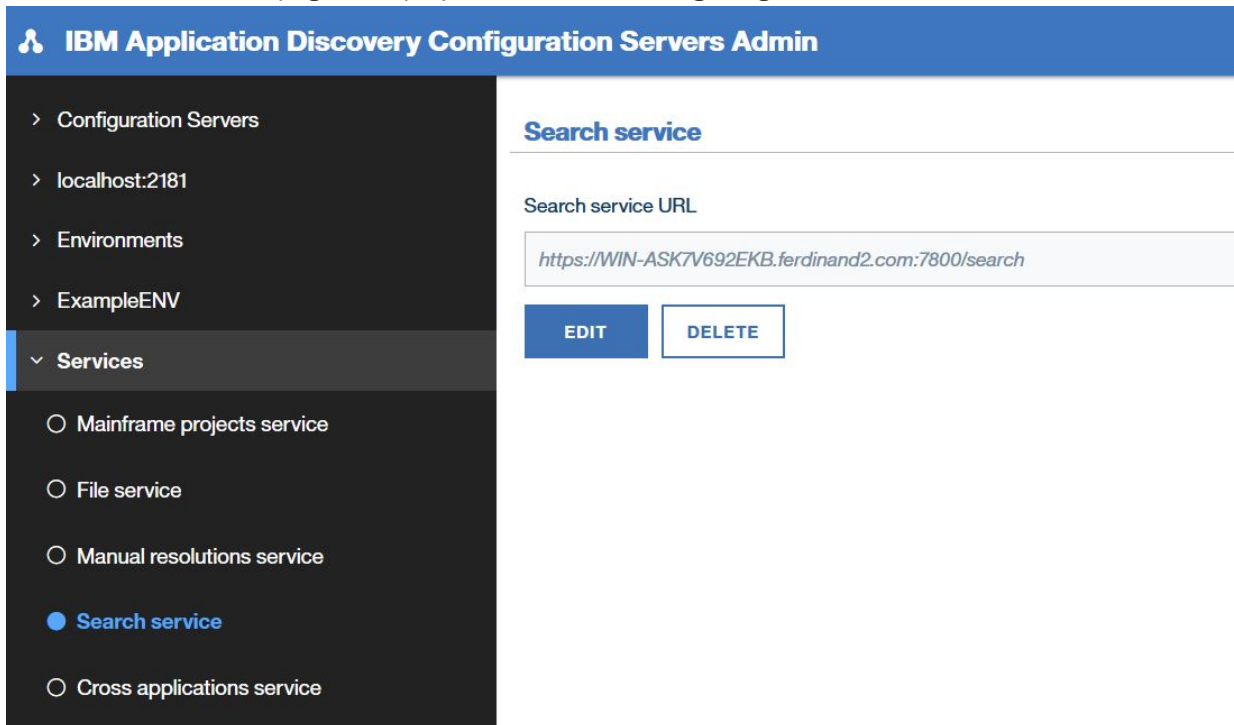 IBM Application Discovery Configuration Servers Admin
Configuration Servers
localhost:2181
Environments
ExampleENV
Services
Mainframe projects service
File service
Manual resolutions service
Search service
Cross applications service
Search service
Search service URL
https://WIN-ASK7V692EKB.ferdinand2.com:7800/search
EDIT DELETE